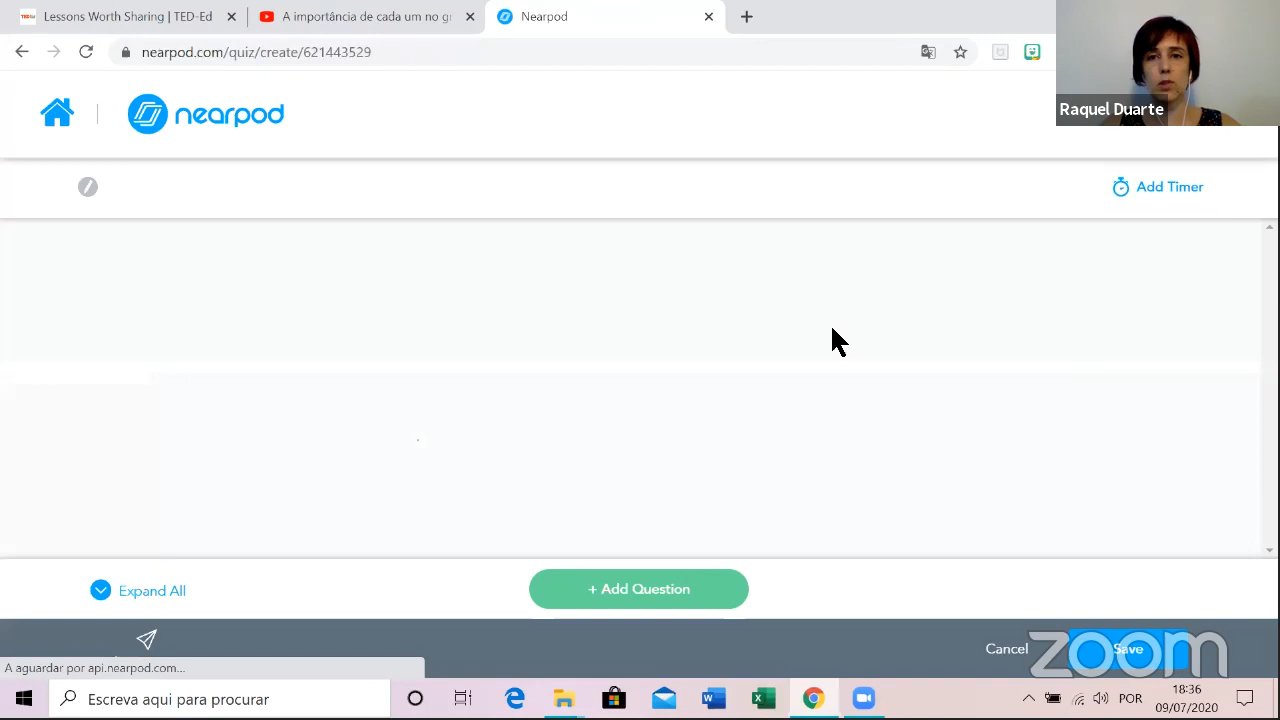 Lessons Worth Sharing | TED-Ed
A importância de cada um no gr
Nearpod
nearpod.com/quiz/create/621443529
nearpod
Raquel Duarte
Add Timer
Expand All
+ Add Question
Cancel
Save
zoom
A aguardar por api.nearpod.com...
Escreva aqui para procurar
POR
18:36
09/07/2020